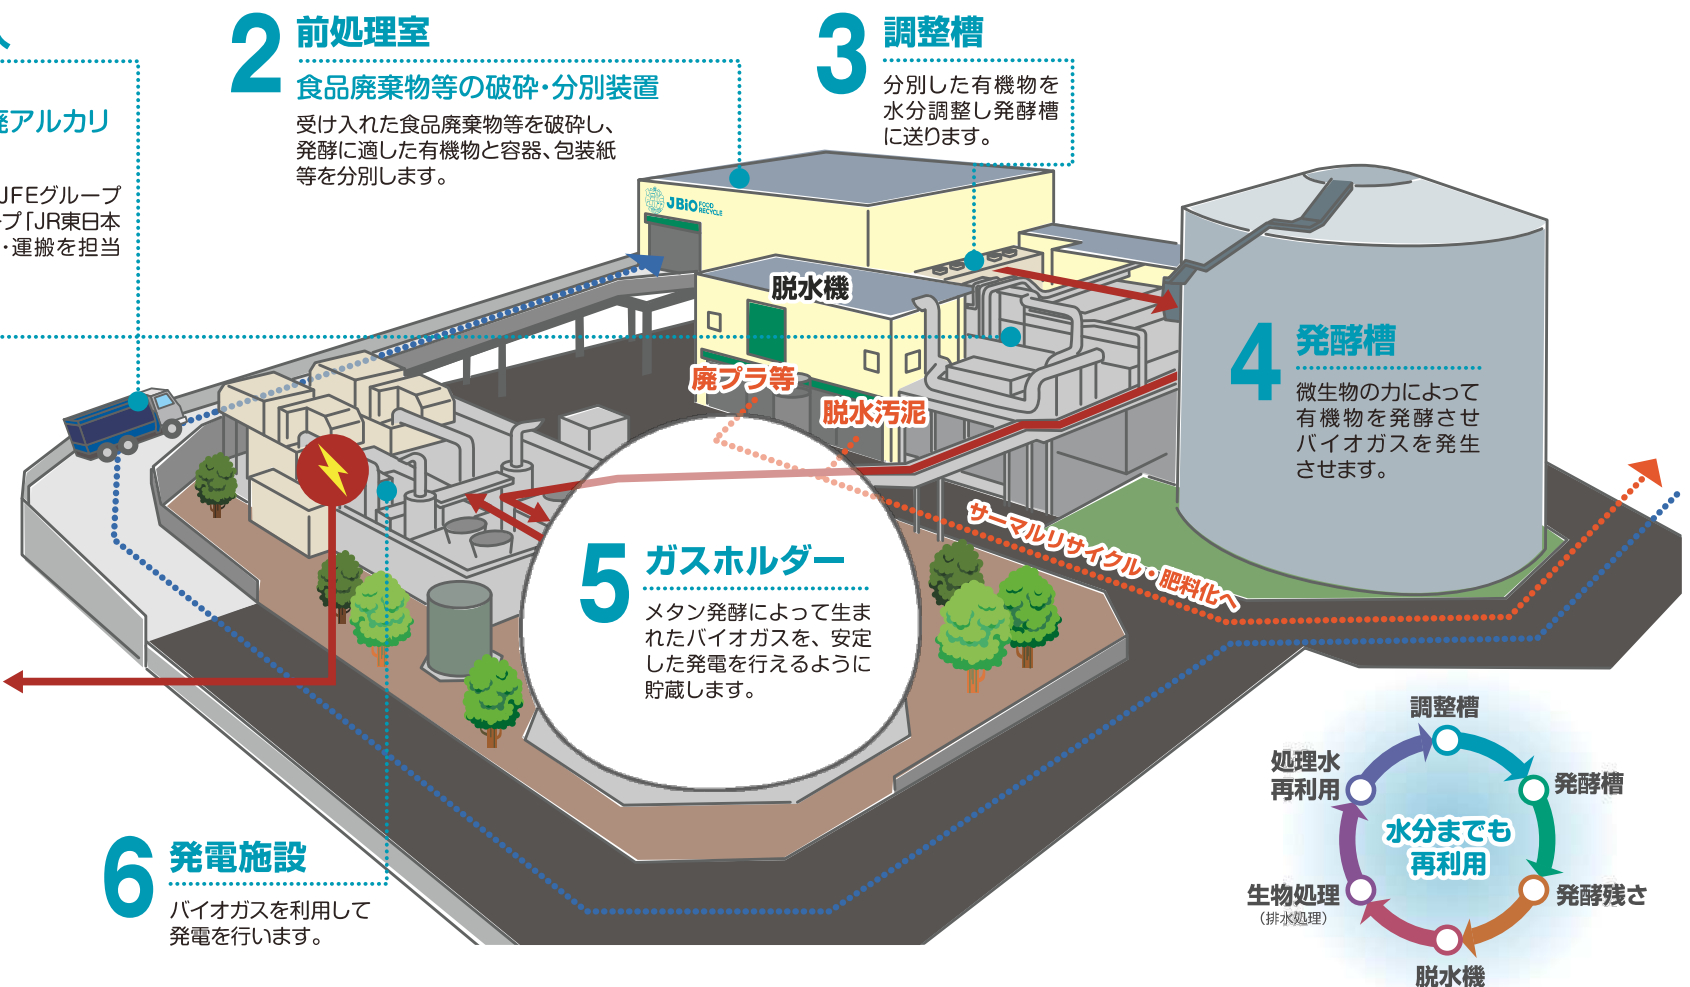 廃アルカリ
JFEグループ
プ「JR東日本
・運搬を担当
2 前処理室
食品廃棄物等の破砕・分別装置
受け入れた食品廃棄物等を破砕し、
発酵に適した有機物と容器、包装紙
等を分別します。
3 調整槽
分別した有機物を
水分調整し発酵槽
に送ります。
JBiO FOOD
RECYCLE
脱水機
廃プラ等
脱水汚泥
4 発酵槽
微生物の力によって
有機物を発酵させ
バイオガスを発生
させます。
サーマルリサイクル・肥料化へ
5 ガスホルダー
メタン発酵によって生ま
れたバイオガスを、安定
した発電を行えるように
貯蔵します。
6 発電施設
バイオガスを利用して
発電を行います。
調整槽
処理水
再利用
発酵槽
水分までも
再利用
生物処理
（排水処理）
発酵残さ
脱水機